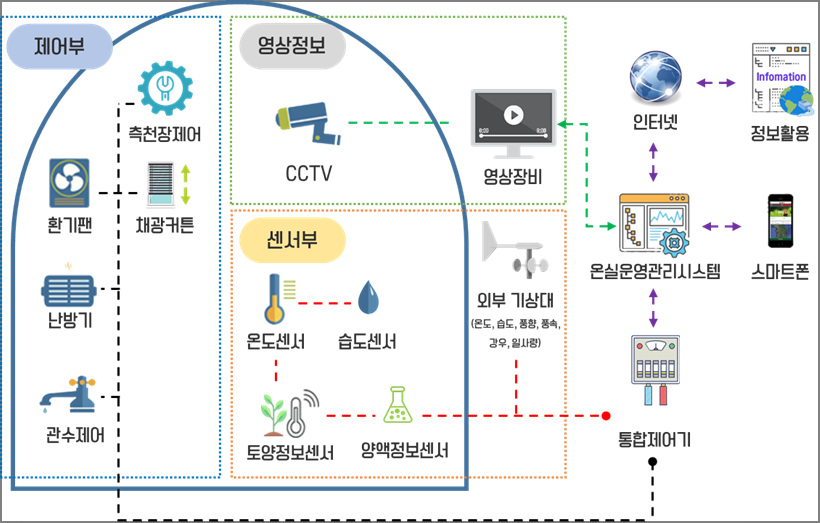 제어부
측천장제어
환기팬
채광커튼
난방기
관수제어
영상정보
CCTV
0:03
0:08
영상장비
센서부
온도센서
습도센서
토양정보센서
양액정보센서
외부 기상대
(온도, 습도, 풍향, 풍속,
강우, 일사량)
인터넷
Infomation
정보활용
온실운영관리시스템
스마트폰
통합제어기